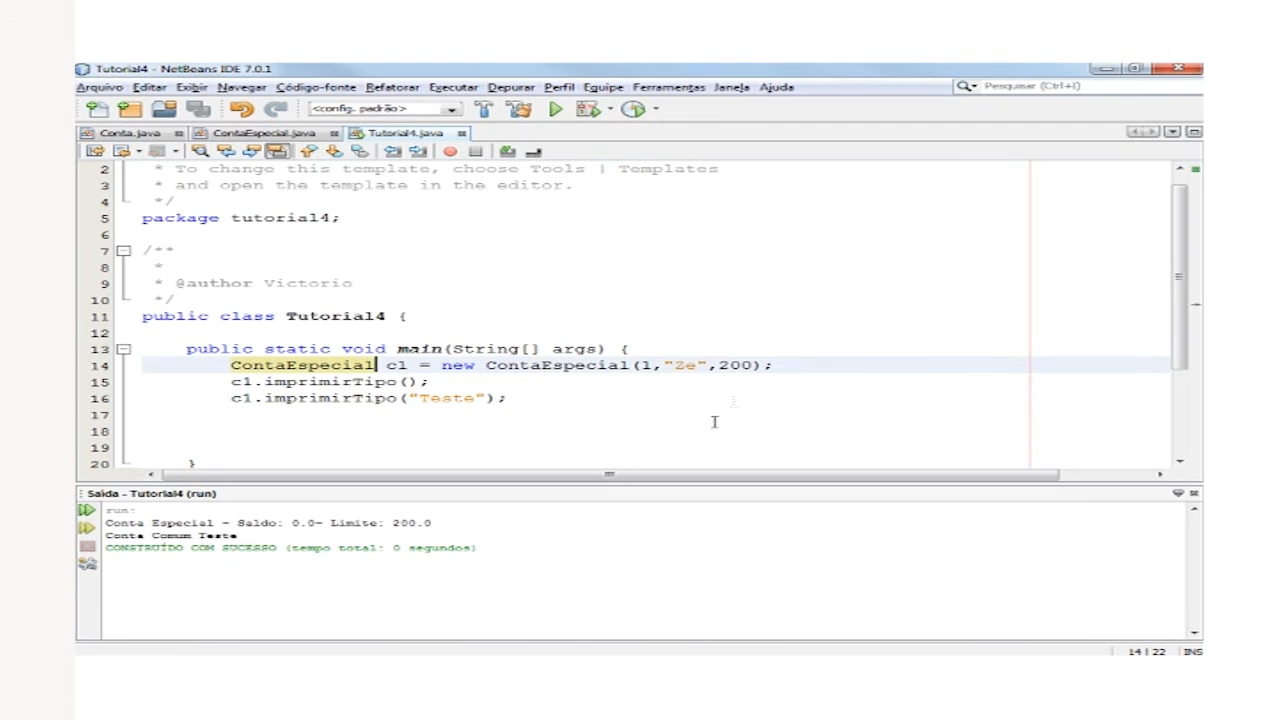 Tutorial4 - NetBeans IDE 7.0.1
Arquivo Editar Exibir Navegar Código-fonte Refatorar Executar Depurar Perfil Equipe Ferramentas Janela Ajuda Pesquisar (Ctrl+I)
<config. padrão>
Conta.java ContaEspecial.java Tutorial4.java
2 * To change this template, choose Tools | Templates
3 * and open the template in the editor.
4 */
5 package tutorial4;
6
7 /**
8 *
9 * @author Victorio
10 */
11 public class Tutorial4 {
12
13 public static void main(String[] args) {
14 ContaEspecial c1 = new ContaEspecial(1,"Ze",200);
15 c1.imprimirTipo();
16 c1.imprimirTipo("Teste");
17
18
19
20 }
Saída - Tutorial4 (run)
run:
Conta Especial - Saldo: 0.0- Limite: 200.0
Conta Comum Teste
CONSTRUÍDO COM SUCESSO (tempo total: 0 segundos)
14 | 22 INS